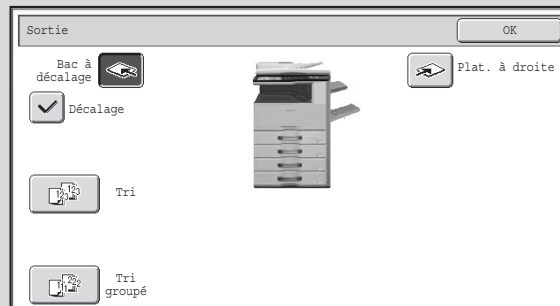 Sortie
OK
Bac à
décalage
Plat. à droite
Décalage
Tri
Tri
groupé